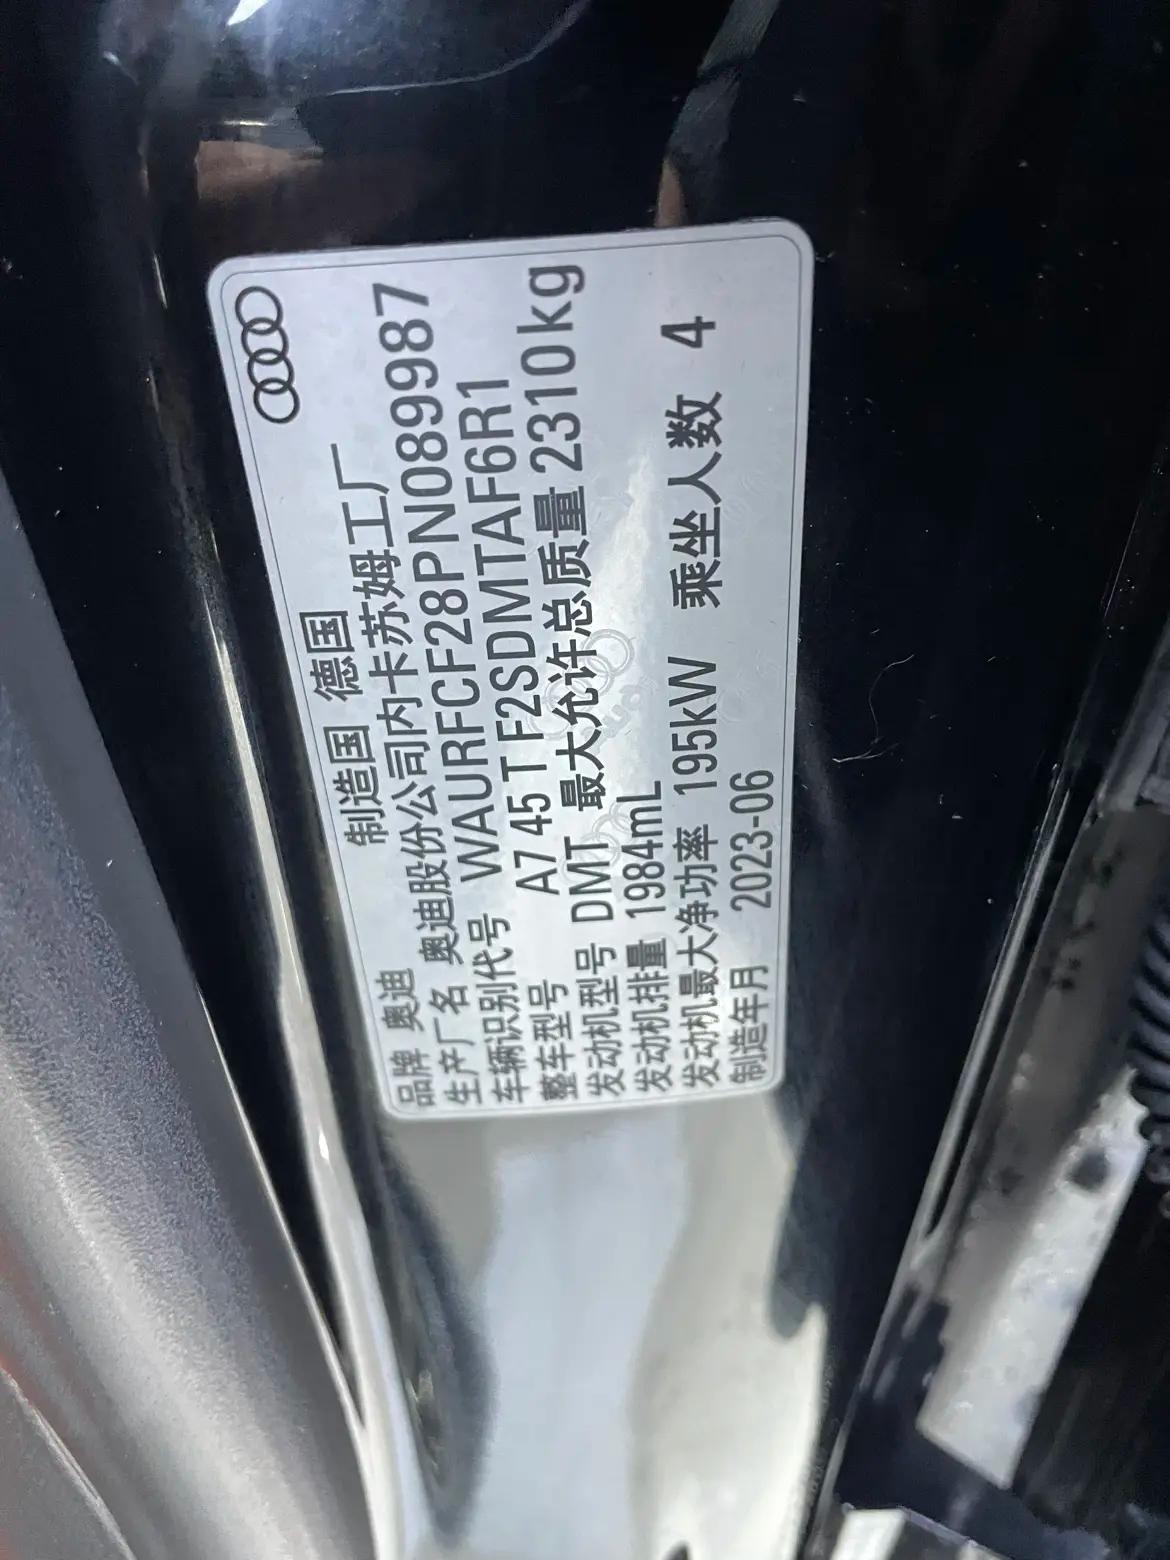 品牌 奥迪 制造国 德国
生产厂名 奥迪股份公司内卡苏姆工厂
车辆识别代号 WAURFCF28PN089987
整车型号 A7 45 T F2SDMTAF6R1
发动机型号 DMT 最大允许总质量 2310kg
发动机排量 1984mL
发动机最大净功率 195kW 乘坐人数 4
制造年月 2023-06